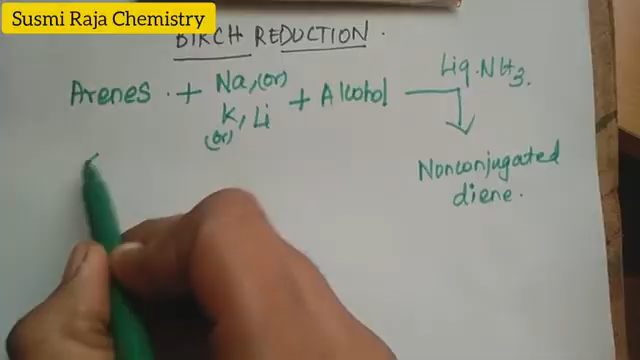 Susmi Raja Chemistry
BIRCH REDUCTION.
Arenes. + Na, (or) K, (or) Li + Alcohol Liq. NH3.
Nonconjugated
diene.